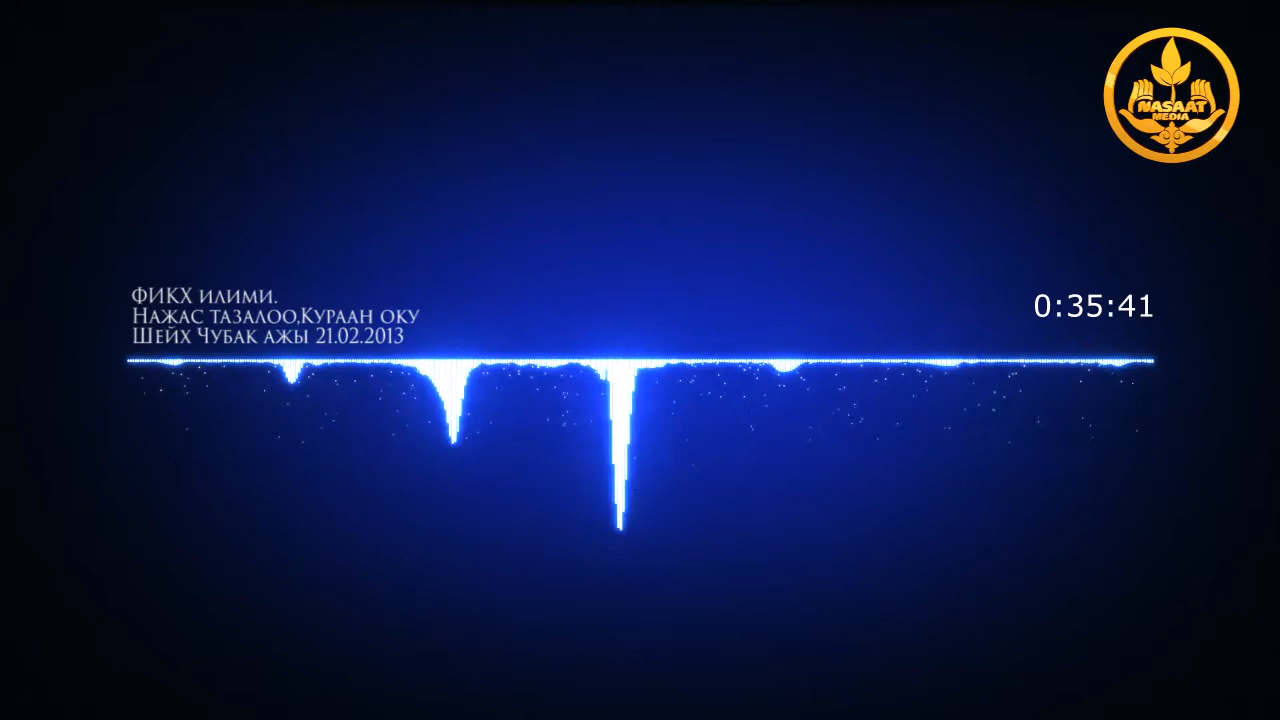 NASAAT
MEDIA
ФИКХ илими.
Нажас тазалоо,Кураан оку
Шейх Чубак ажы 21.02.2013
0:35:41